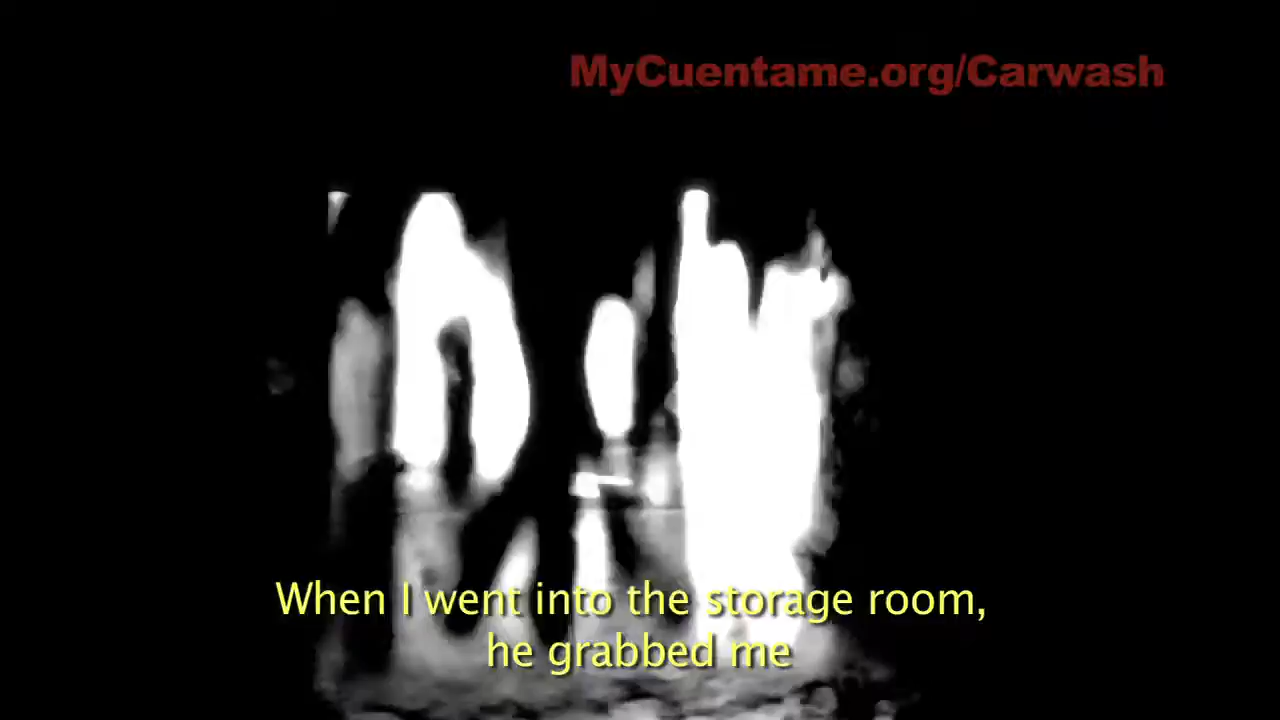 MyCuentame.org/Carwash
When I went into the storage room,
he grabbed me